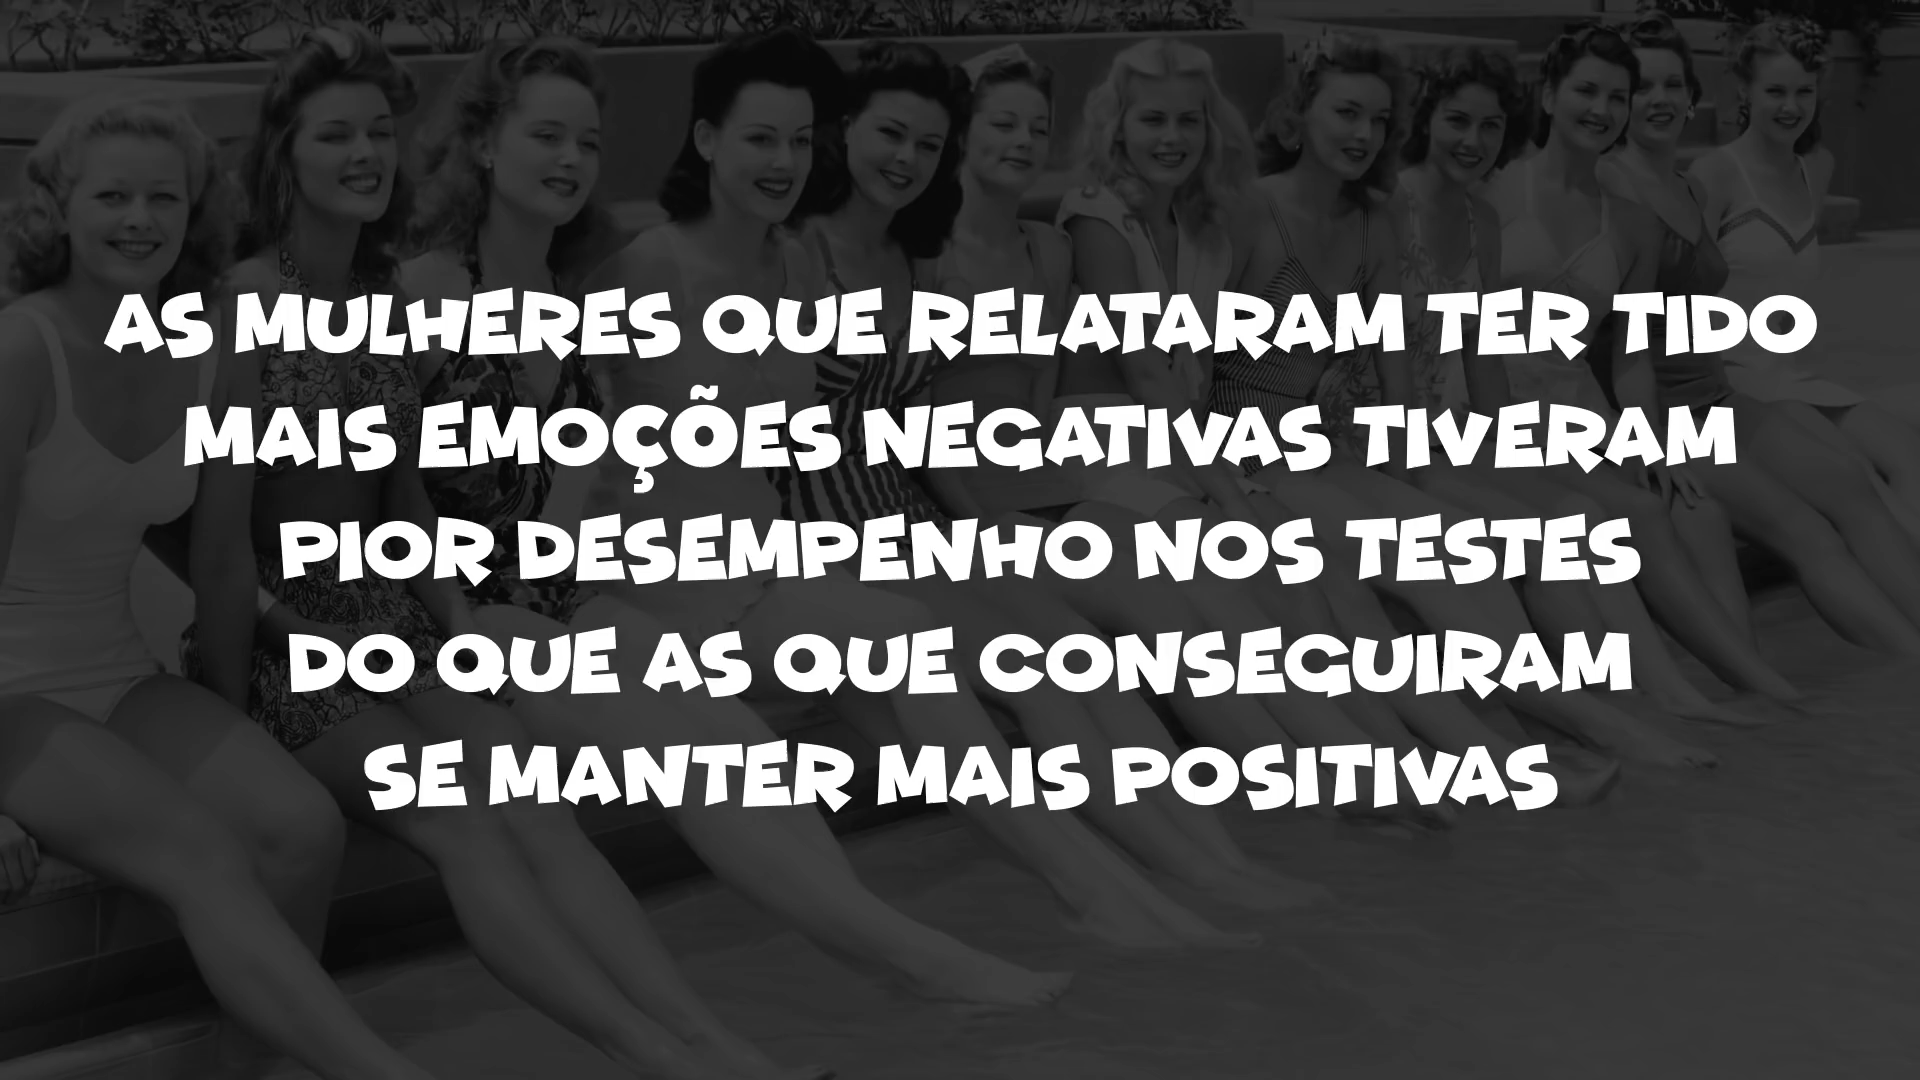 AS MULHERES QUE RELATARAM TER TIDO
MAIS EMOÇÕES NEGATIVAS TIVERAM
PIOR DESEMPENHO NOS TESTES
DO QUE AS QUE CONSEGUIRAM
SE MANTER MAIS POSITIVAS